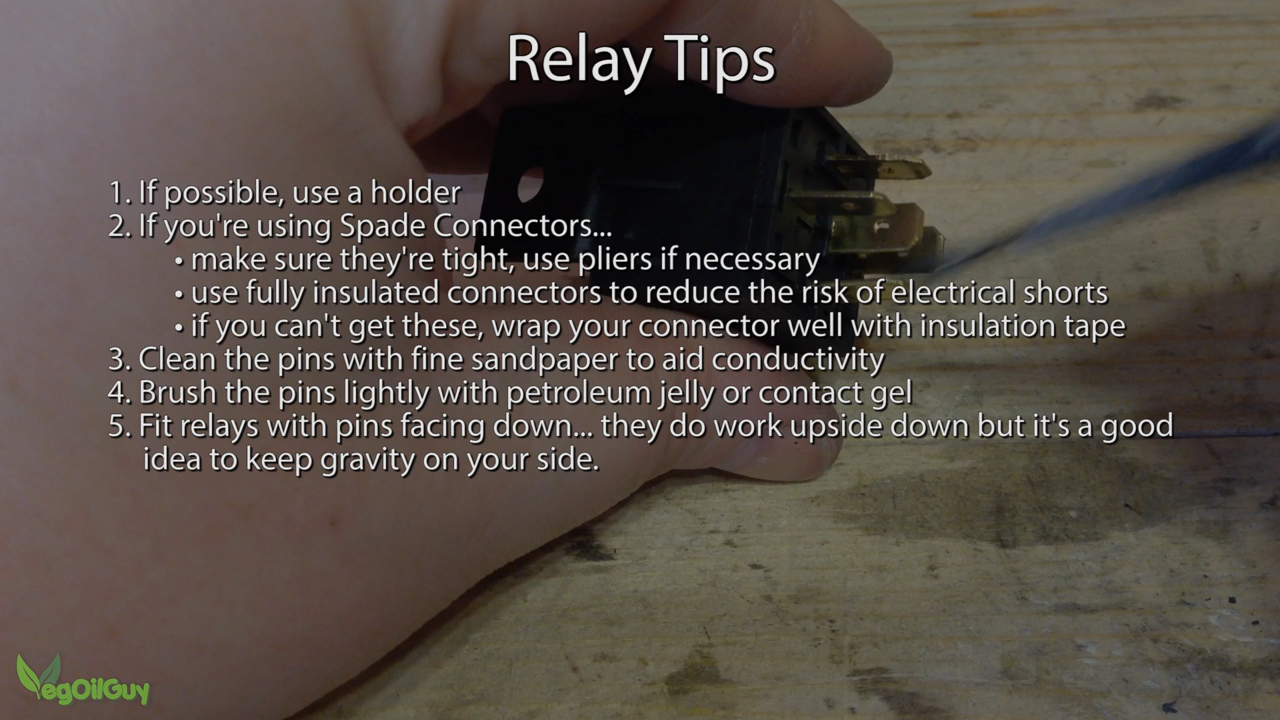 Relay Tips
1. If possible, use a holder
2. If you're using Spade Connectors...
• make sure they're tight, use pliers if necessary
• use fully insulated connectors to reduce the risk of electrical shorts
• if you can't get these, wrap your connector well with insulation tape
3. Clean the pins with fine sandpaper to aid conductivity
4. Brush the pins lightly with petroleum jelly or contact gel
5. Fit relays with pins facing down... they do work upside down but it's a good
idea to keep gravity on your side.
VegOilGuy